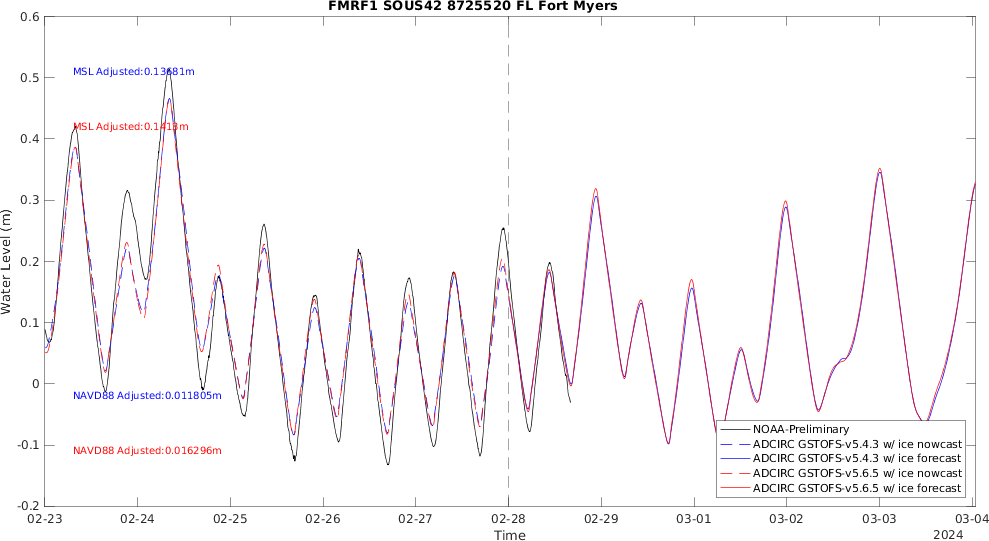 FMRF1 SOUS42 8725520 FL Fort Myers
0.6
0.5
0.4
0.3
0.2
0.1
0
-0.1
-0.2
Water Level (m)
MSL Adjusted:0.13681m
MSL Adjusted:0.1413m
NAVD88 Adjusted:0.011805m
NAVD88 Adjusted:0.016296m
NOAA-Preliminary
ADCIRC GSTOFS-v5.4.3 w/ ice nowcast
ADCIRC GSTOFS-v5.4.3 w/ ice forecast
ADCIRC GSTOFS-v5.6.5 w/ ice nowcast
ADCIRC GSTOFS-v5.6.5 w/ ice forecast
02-23 02-24 02-25 02-26 02-27 02-28 02-29 03-01 03-02 03-03 03-04
Time
2024